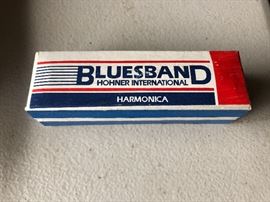 BLUESBAND
HOHNER INTERNATIONAL
HARMONICA